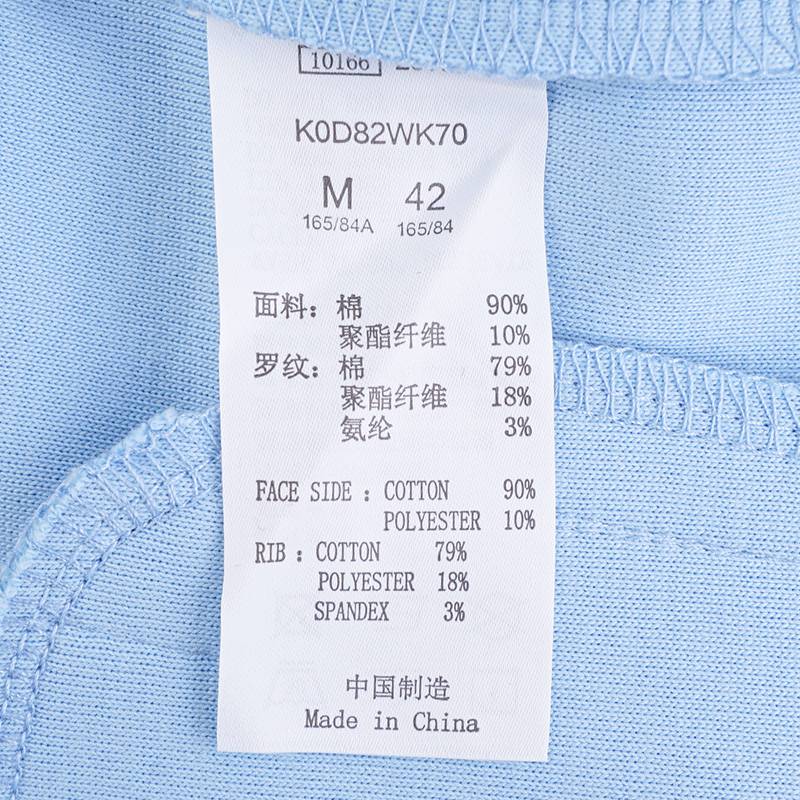 10166
K0D82WK70
M 42
165/84A 165/84
面料: 棉 90%
聚酯纤维 10%
罗纹: 棉 79%
聚酯纤维 18%
氨纶 3%
FACE SIDE : COTTON 90%
POLYESTER 10%
RIB : COTTON 79%
POLYESTER 18%
SPANDEX 3%
中国制造
Made in China